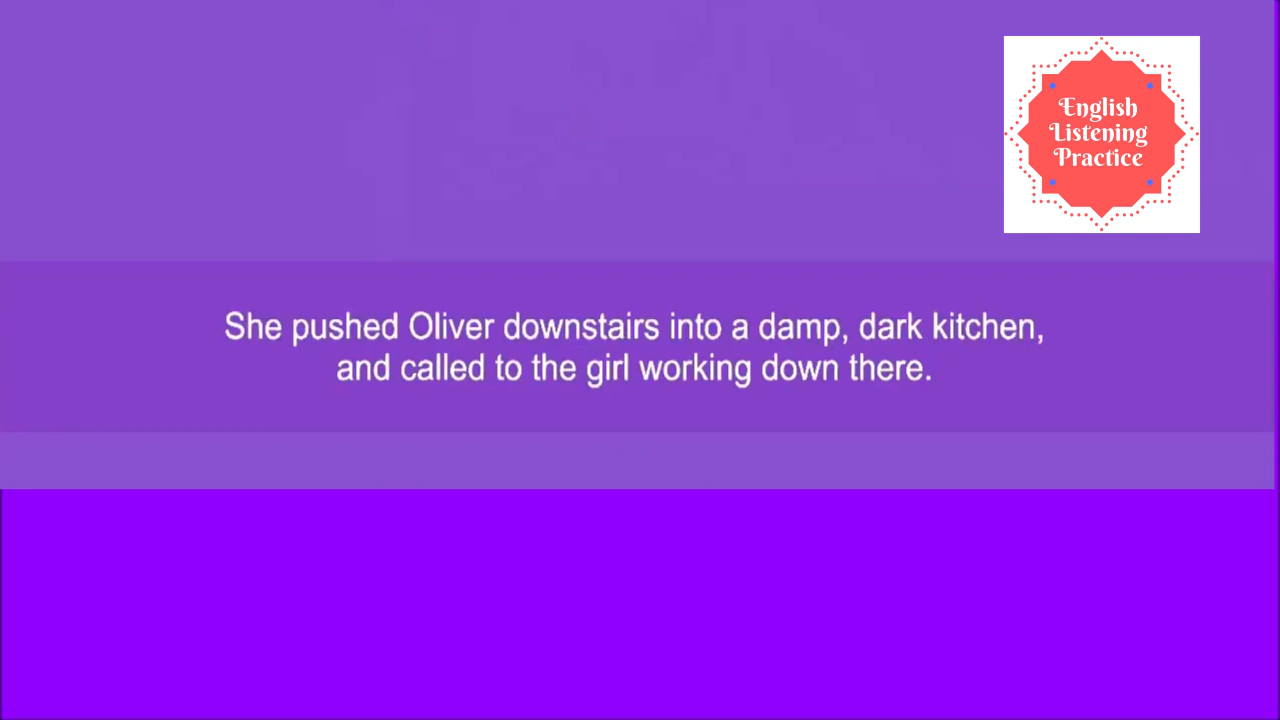 English
Listening
Practice
She pushed Oliver downstairs into a damp, dark kitchen,
and called to the girl working down there.